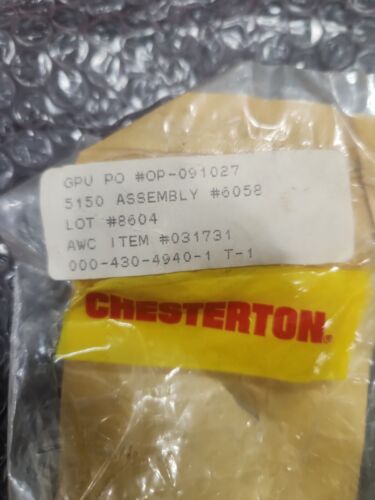 GPU PO #OP-091027
5150 ASSEMBLY #6058
LOT #8604
AWC ITEM #031731
000-430-4940-1 T-1
CHESTERTON®